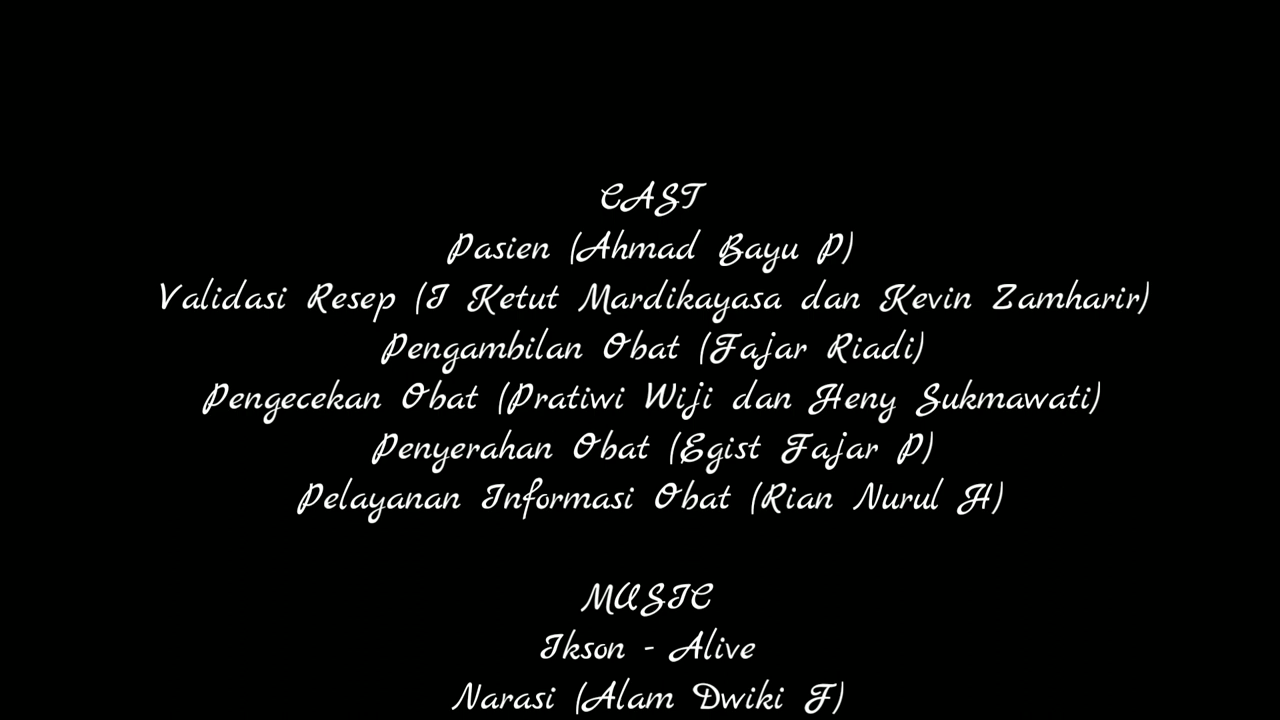 CAST
Pasien (Ahmad Bayu P)
Validasi Resep (I Ketut Mardikayasa dan Kevin Zamharir)
Pengambilan Obat (Fajar Riadi)
Pengecekan Obat (Pratiwi Wiji dan Heny Sukmawati)
Penyerahan Obat (Egist Fajar P)
Pelayanan Informasi Obat (Rian Nurul H)
MUSIC
Ikson - Alive
Narasi (Alam Dwiki F)